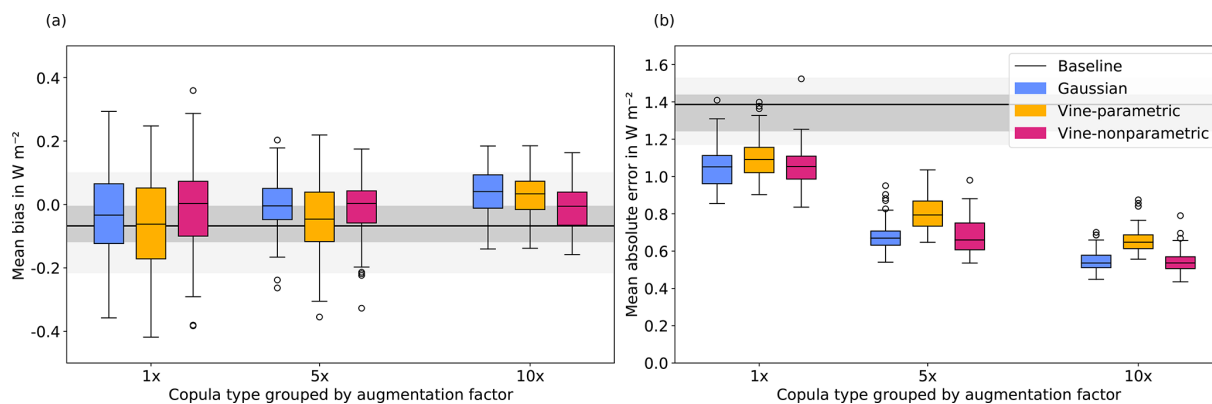 (a)
Mean bias in W m⁻²
0.4
0.2
0.0
-0.2
-0.4
1x 5x 10x
Copula type grouped by augmentation factor
(b)
Mean absolute error in W m⁻²
1.6
1.4
1.2
1.0
0.8
0.6
0.4
0.2
0.0
Baseline
Gaussian
Vine-parametric
Vine-nonparametric
1x 5x 10x
Copula type grouped by augmentation factor